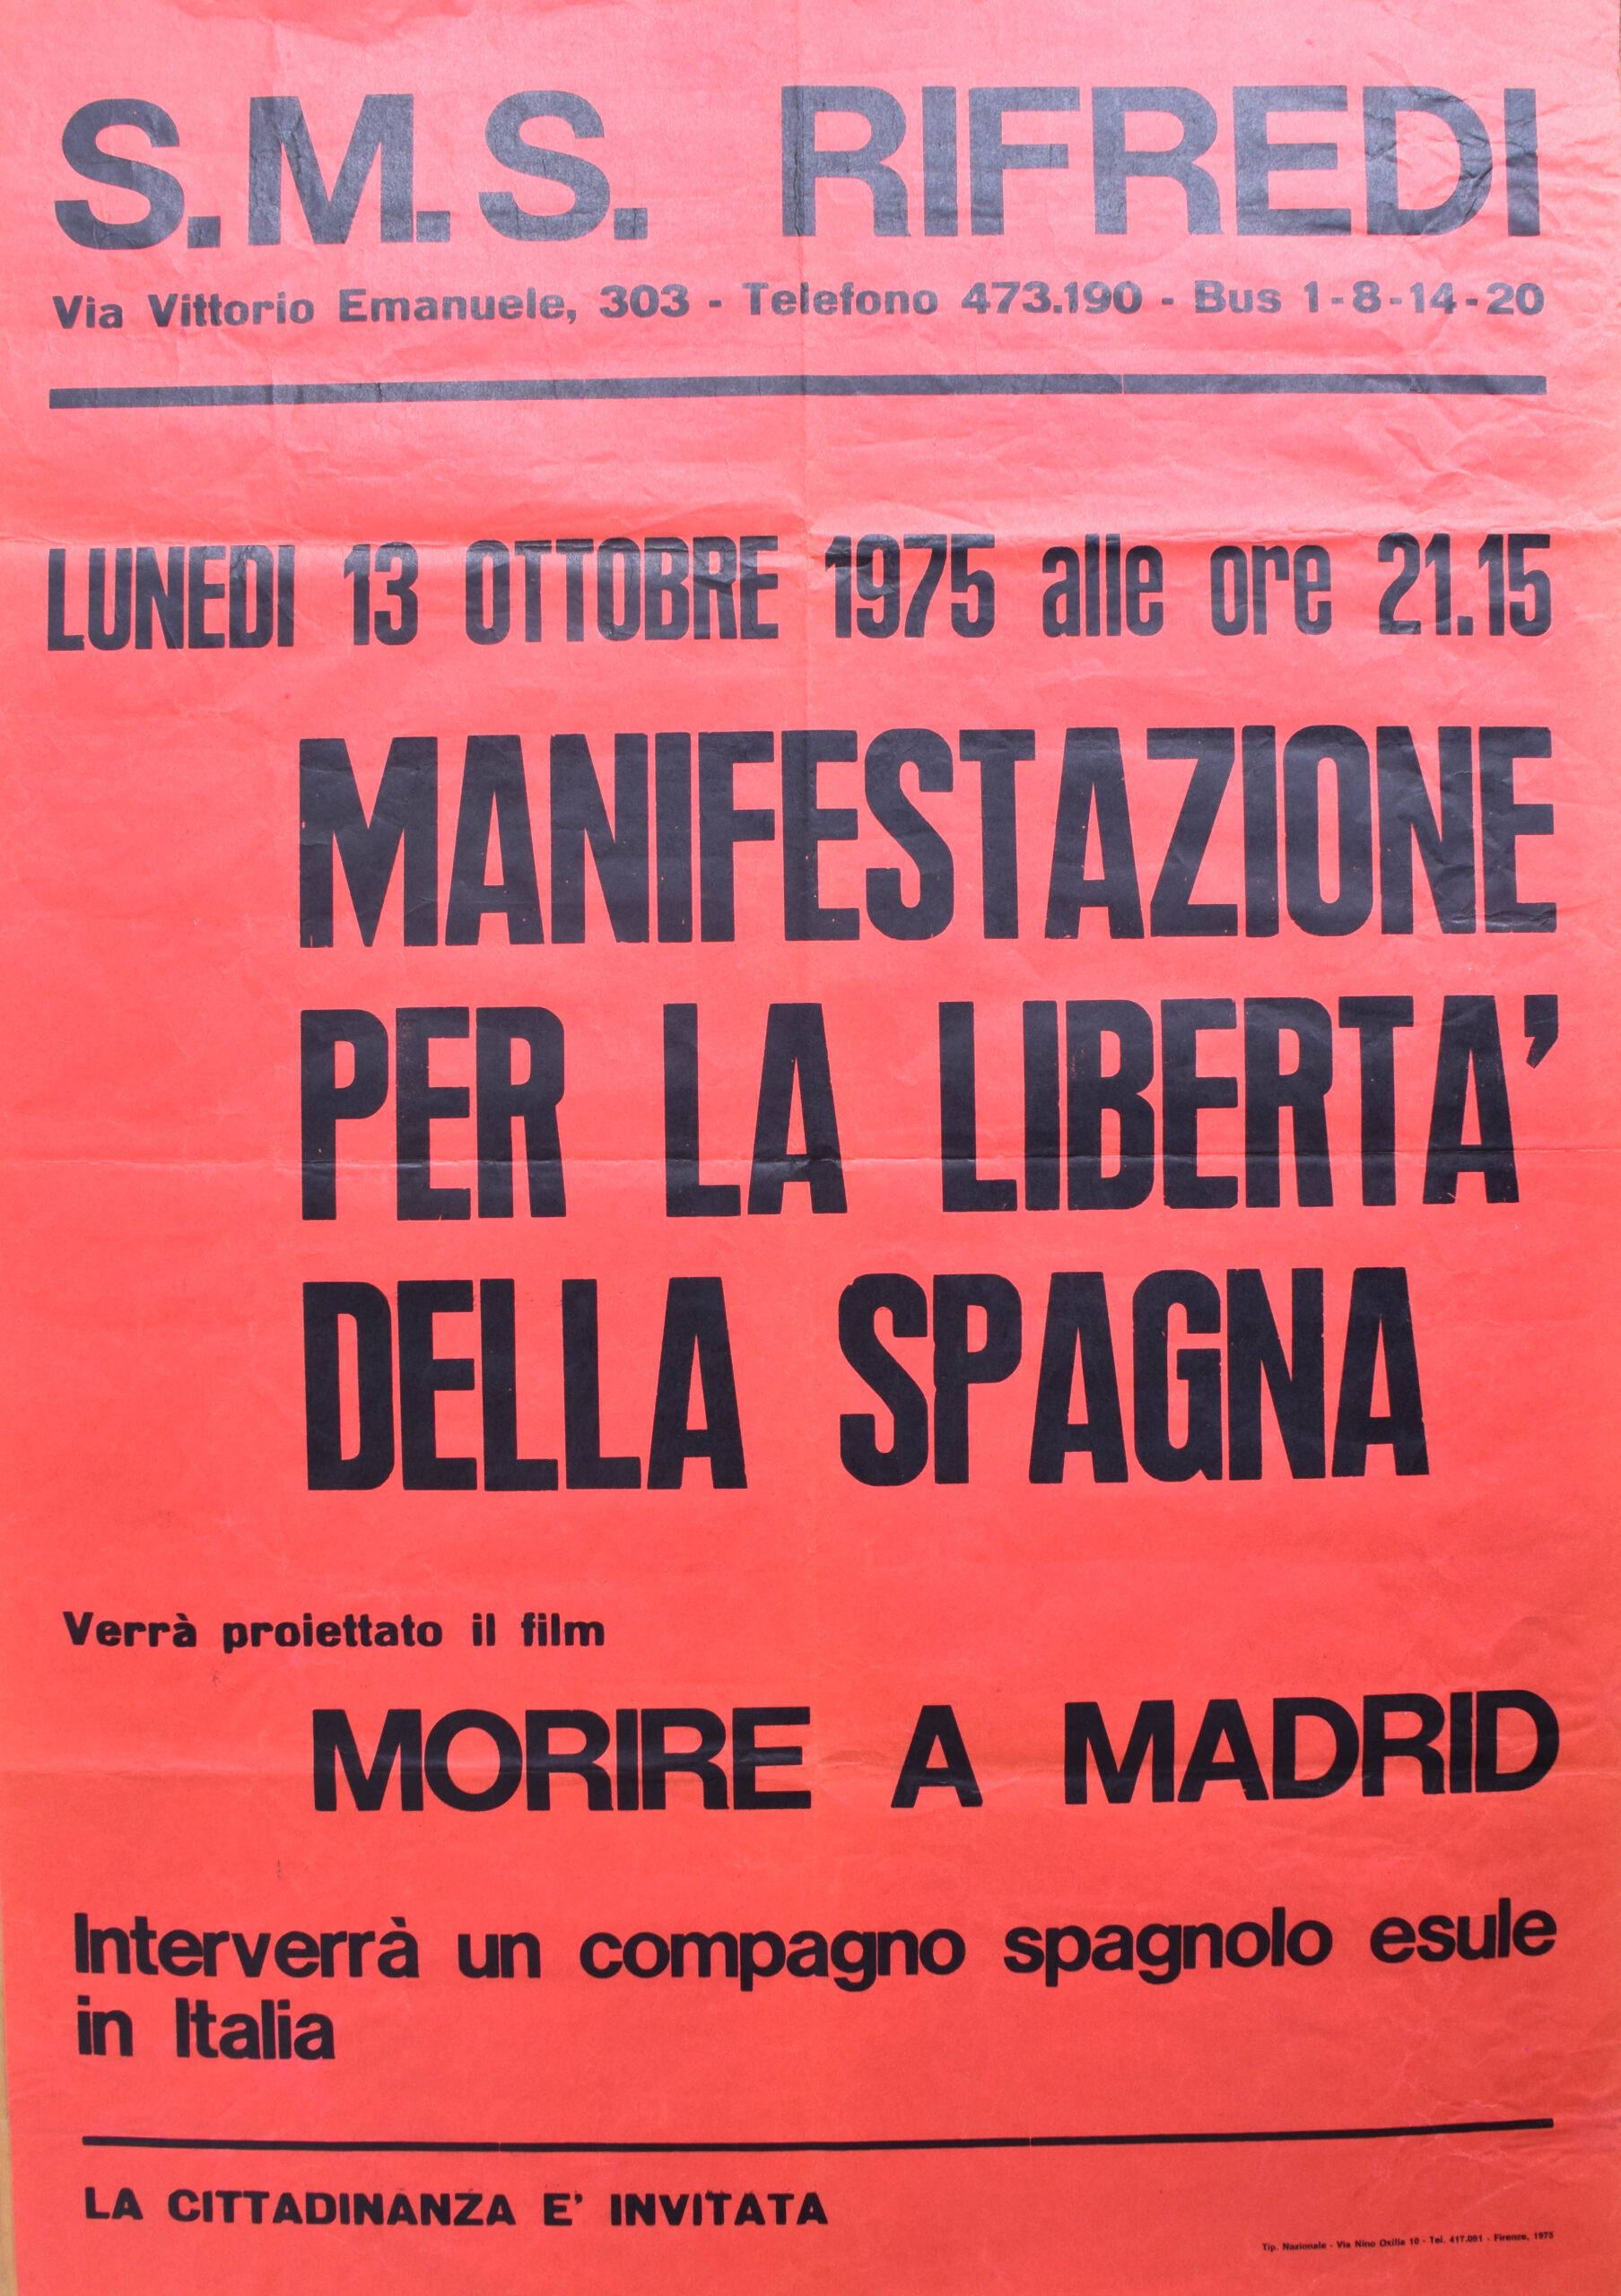 S.M.S. RIFREDI
Via Vittorio Emanuele, 303 - Telefono 473.190 - Bus 1-8-14-20
LUNEDI 13 OTTOBRE 1975 alle ore 21.15
MANIFESTAZIONE
PER LA LIBERTA'
DELLA SPAGNA
Verrà proiettato il film
MORIRE A MADRID
Interverrà un compagno spagnolo esule
in Italia
LA CITTADINANZA E' INVITATA
Tip. Nazionale - Via Nino Oxilia 10 - Tel. 417.061 - Firenze, 1975